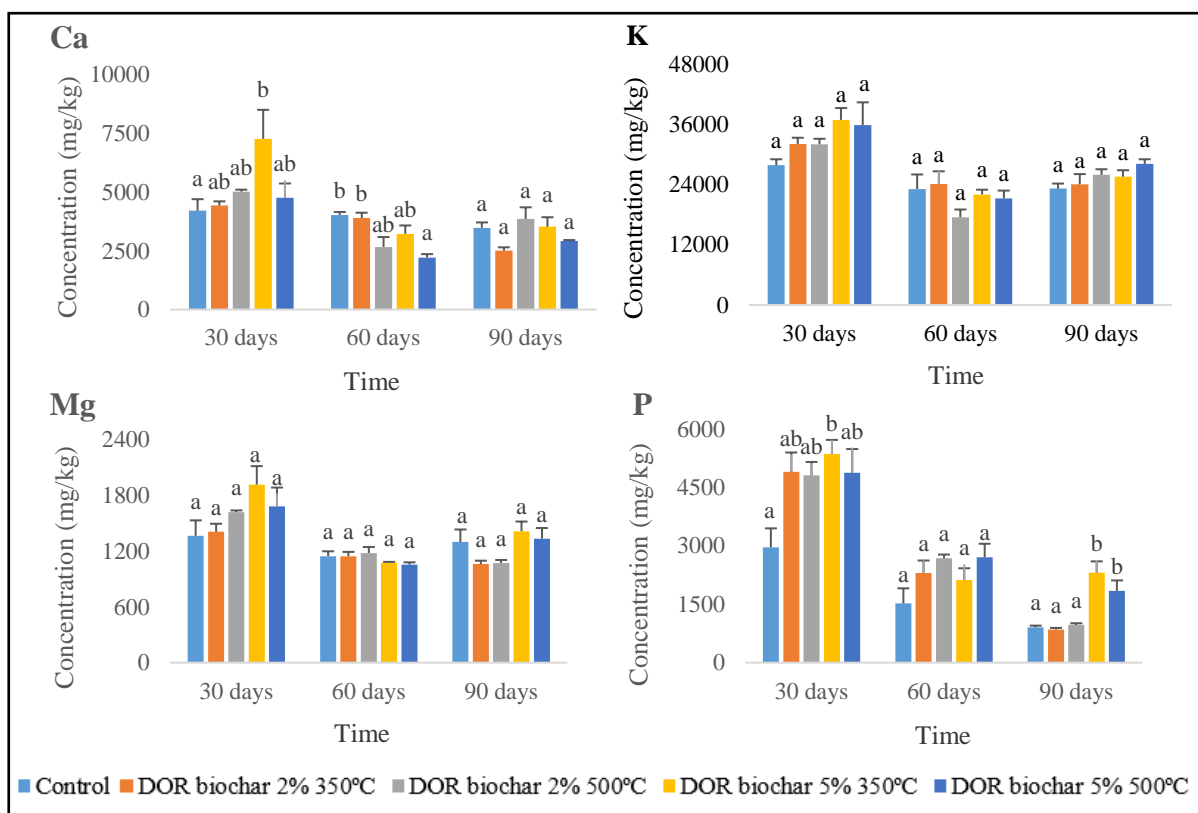 Ca
Concentration (mg/kg)
10000
7500
5000
2500
0
a ab ab b ab
b b ab ab a
a a a a a
30 days 60 days 90 days
Time
K
Concentration (mg/kg)
48000
36000
24000
12000
0
a a a a a
a a a a a
a a a a a
30 days 60 days 90 days
Time
Mg
Concentration (mg/kg)
2400
1800
1200
600
0
a a a a a
a a a a a
a a a a a
30 days 60 days 90 days
Time
P
Concentration (mg/kg)
6000
4500
3000
1500
0
a ab ab b ab
a a a a a
a a a b b
30 days 60 days 90 days
Time
Control DOR biochar 2% 350ºC DOR biochar 2% 500ºC DOR biochar 5% 350ºC DOR biochar 5% 500ºC